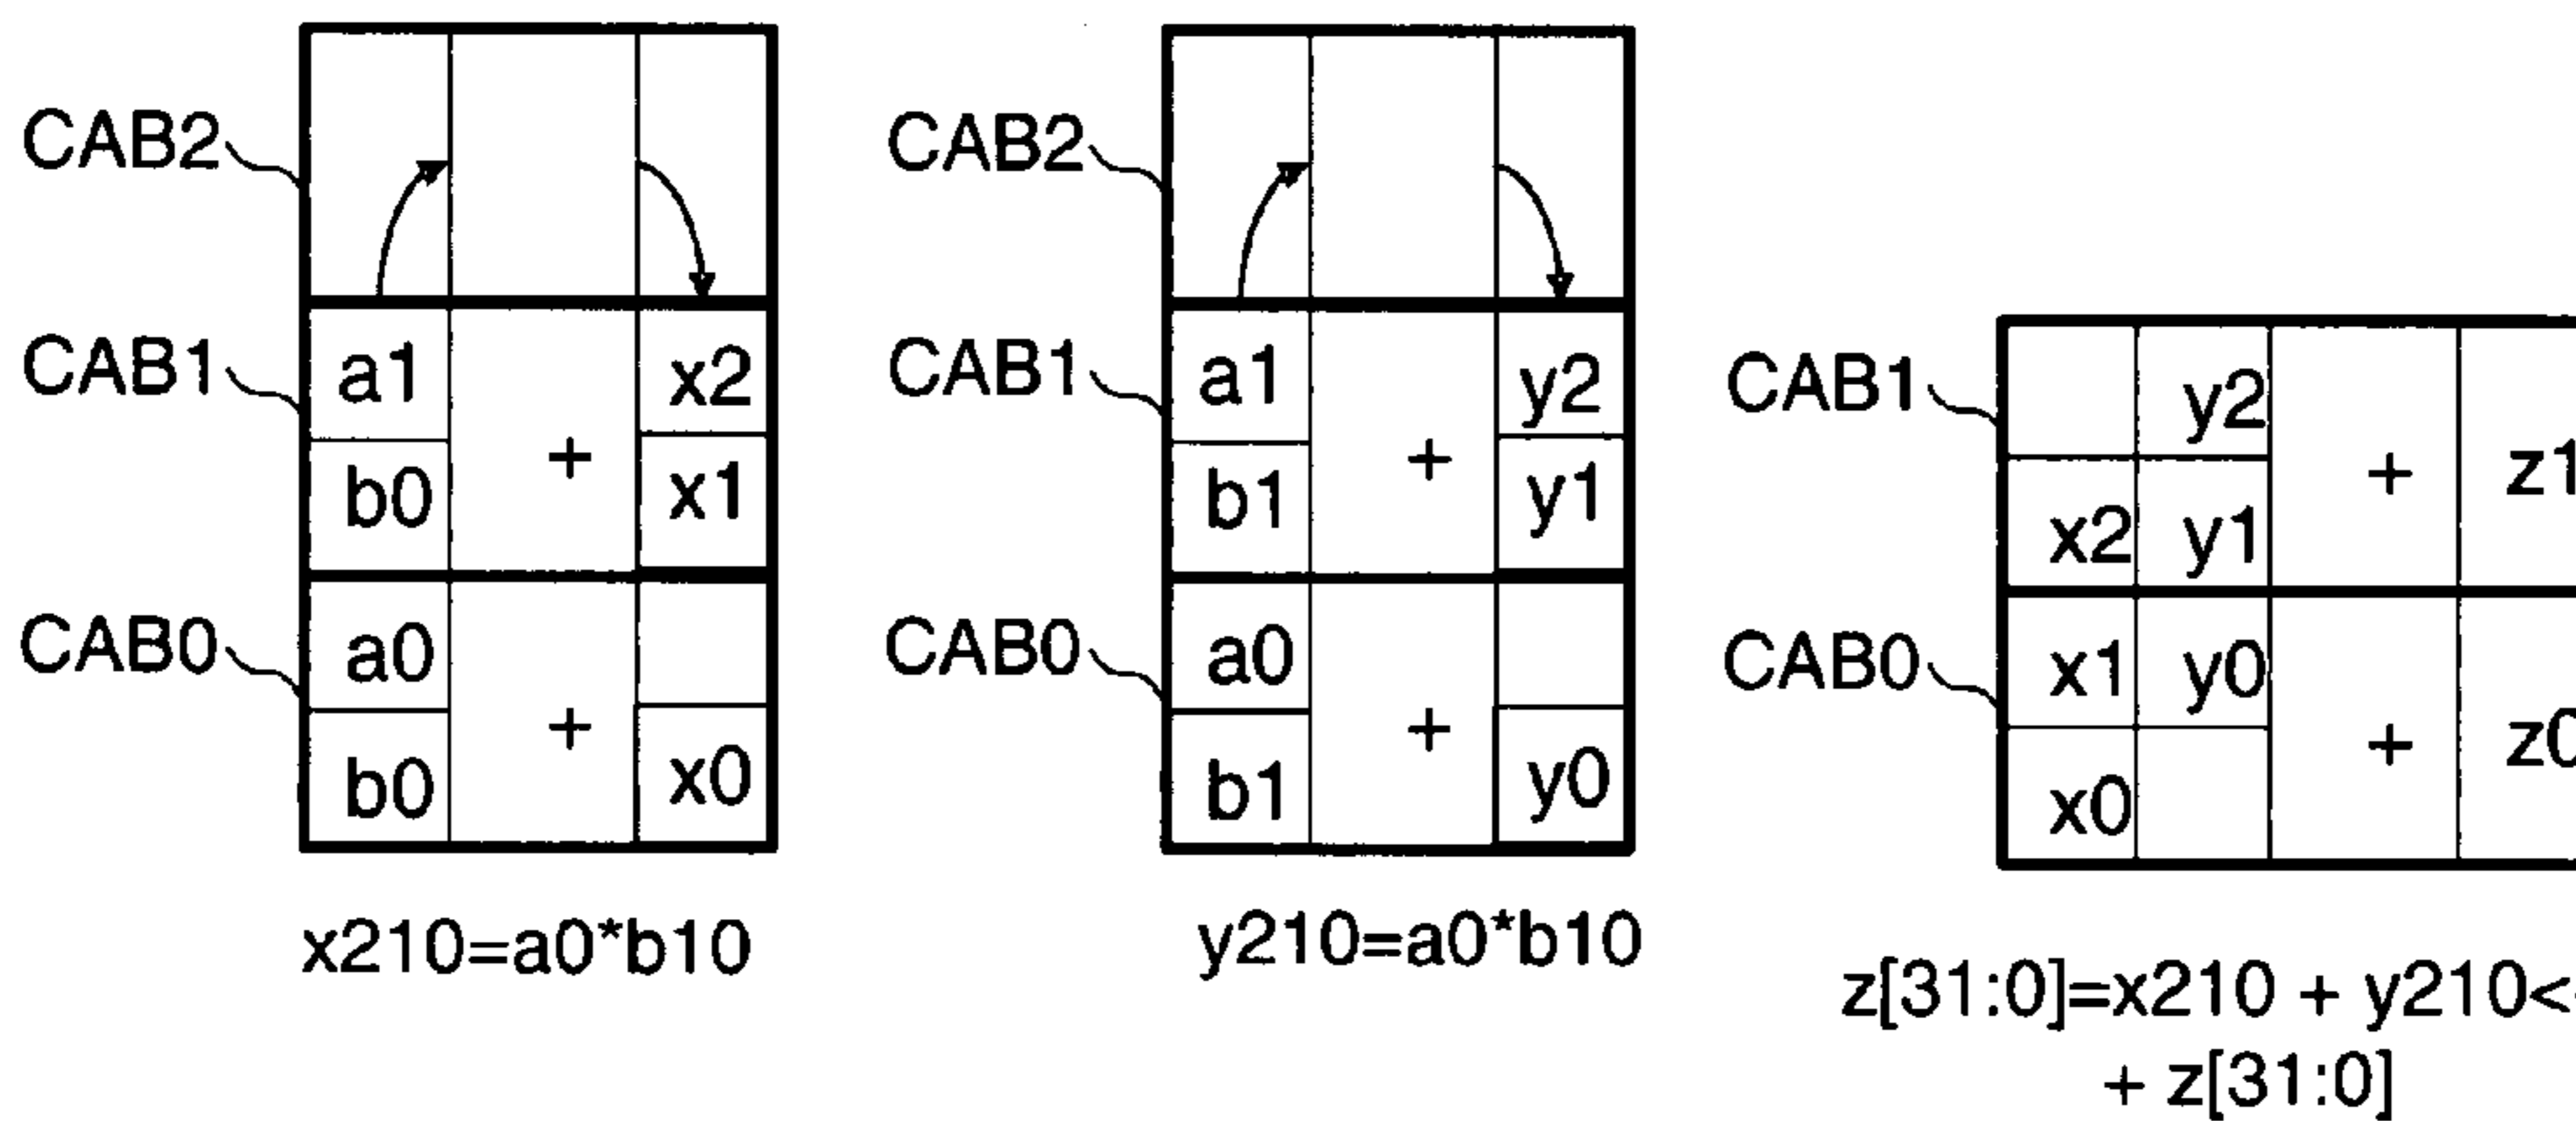 CAB2
CAB1
a1
x2
b0
+
x1
CAB0
a0
b0
+
x0
x210=a0*b10
CAB2
CAB1
a1
y2
b1
+
y1
CAB0
a0
b1
+
y0
y210=a0*b10
CAB1
y2
x2 y1
+
z1
CAB0
x1 y0
x0
+
z0
z[31:0]=x210 + y210<
+ z[31:0]